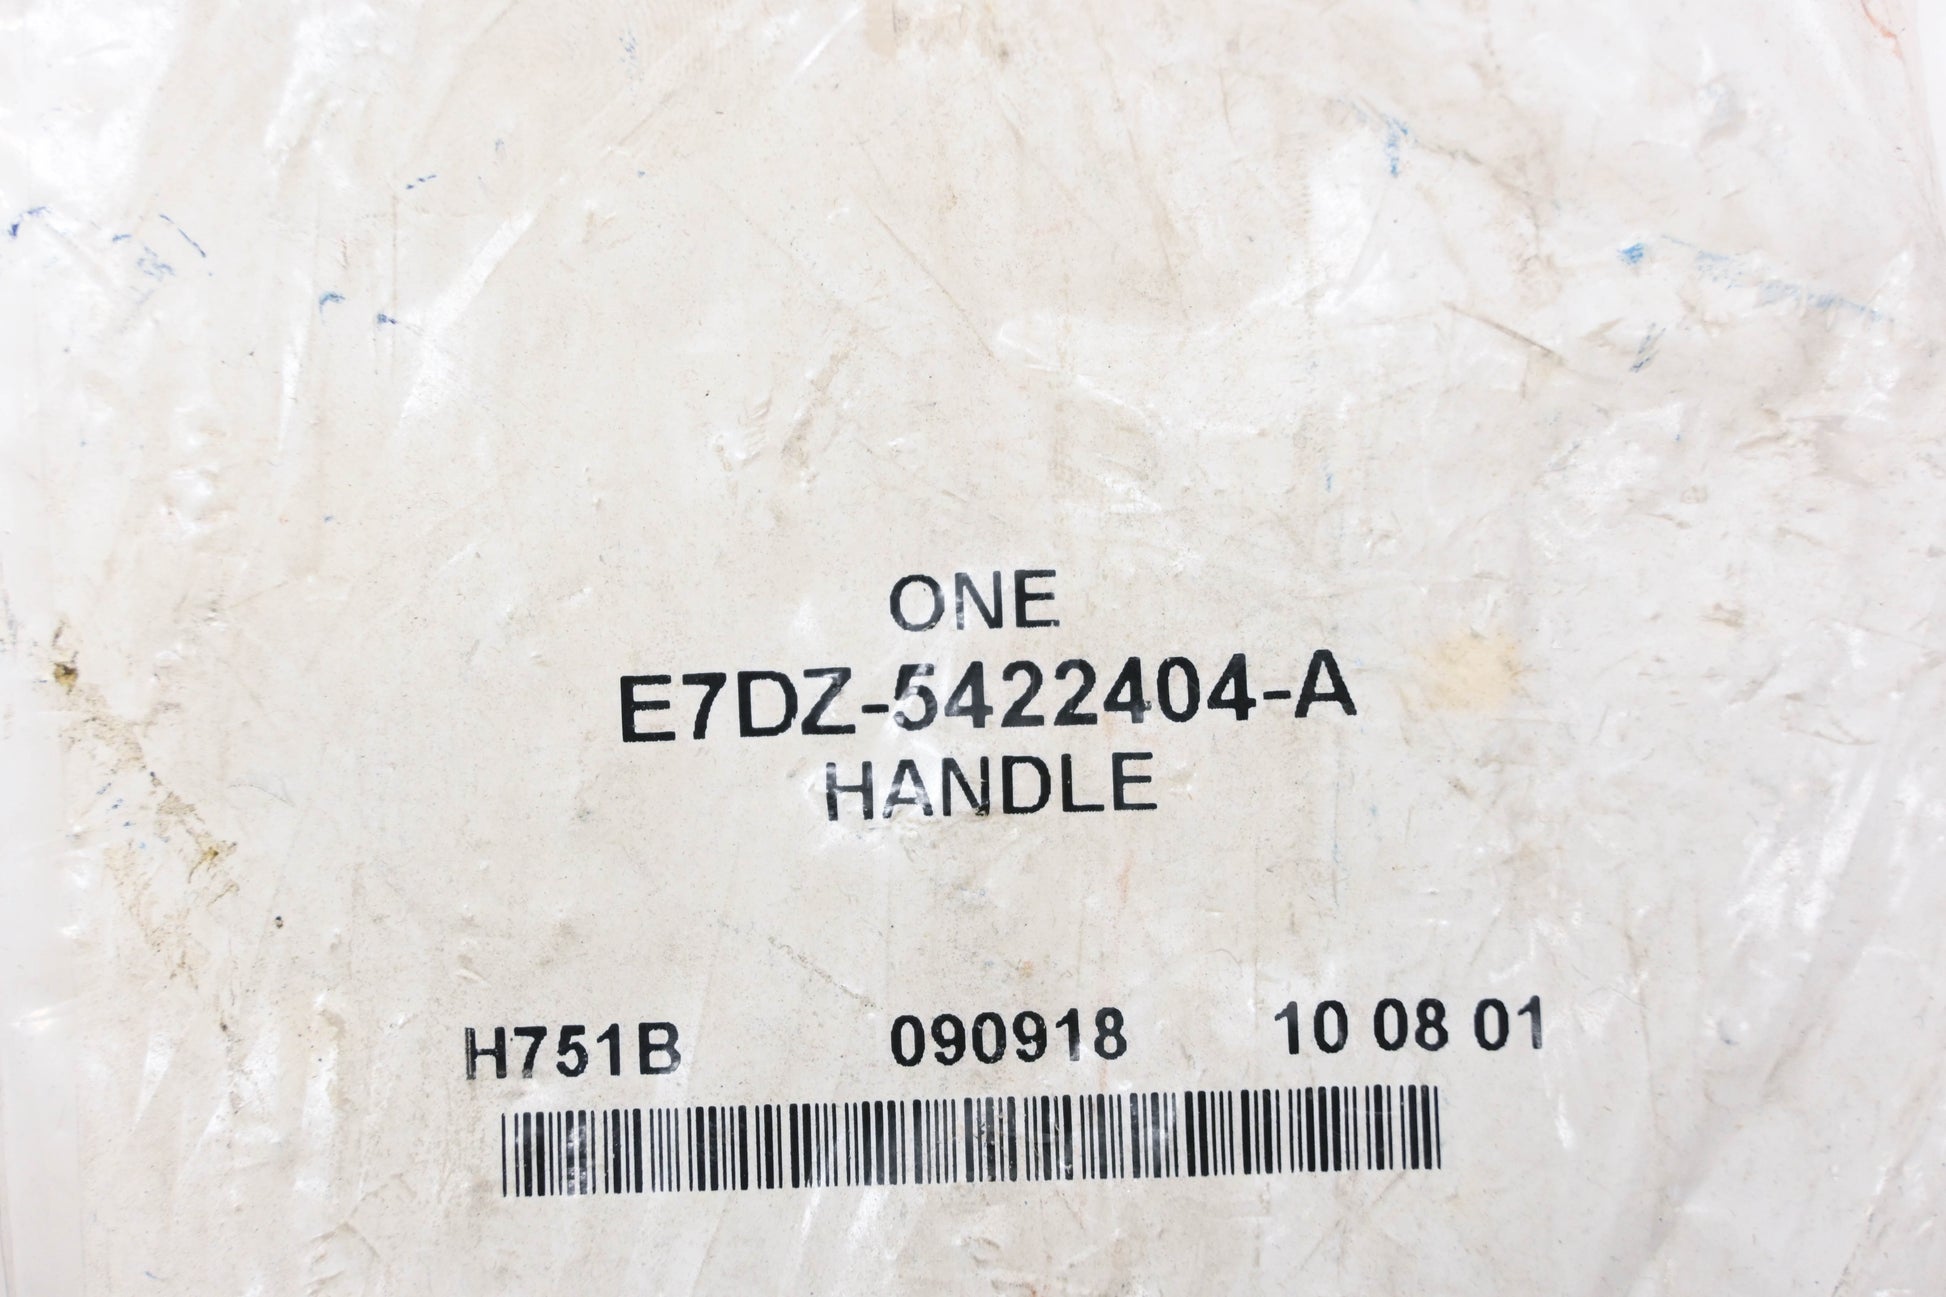 ONE
E7DZ-5422404-A
HANDLE
H751B 090918 10 08 01